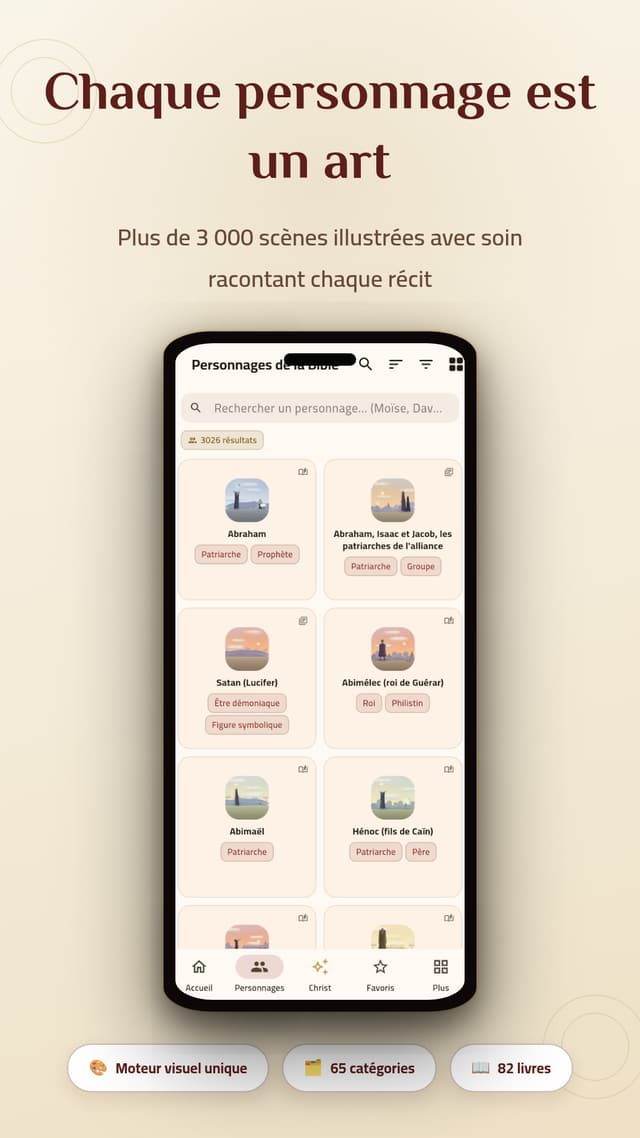 Chaque personnage est
un art
Plus de 3 000 scènes illustrées avec soin
racontant chaque récit
Personnages de la Bible
Rechercher un personnage... (Moïse, Dav...
3026 résultats
Abraham
Patriarche Prophète
Abraham, Isaac et Jacob, les
patriarches de l'alliance
Patriarche Groupe
Satan (Lucifer)
Être démoniaque
Figure symbolique
Abimélec (roi de Guérar)
Roi Philistin
Abimaël
Patriarche
Hénoc (fils de Caïn)
Patriarche Père
Accueil Personnages Christ Favoris Plus
Moteur visuel unique 65 catégories 82 livres